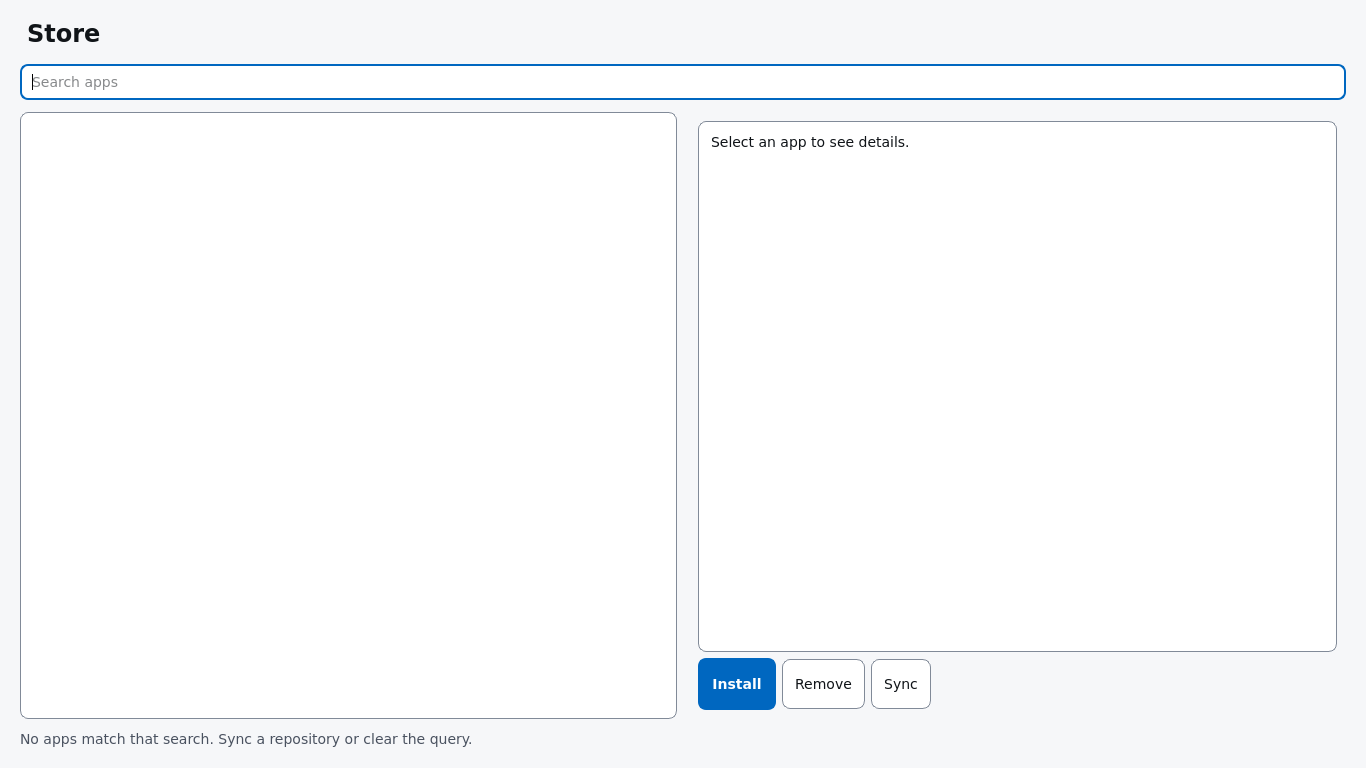 Store
Search apps
Select an app to see details.
Install
Remove
Sync
No apps match that search. Sync a repository or clear the query.